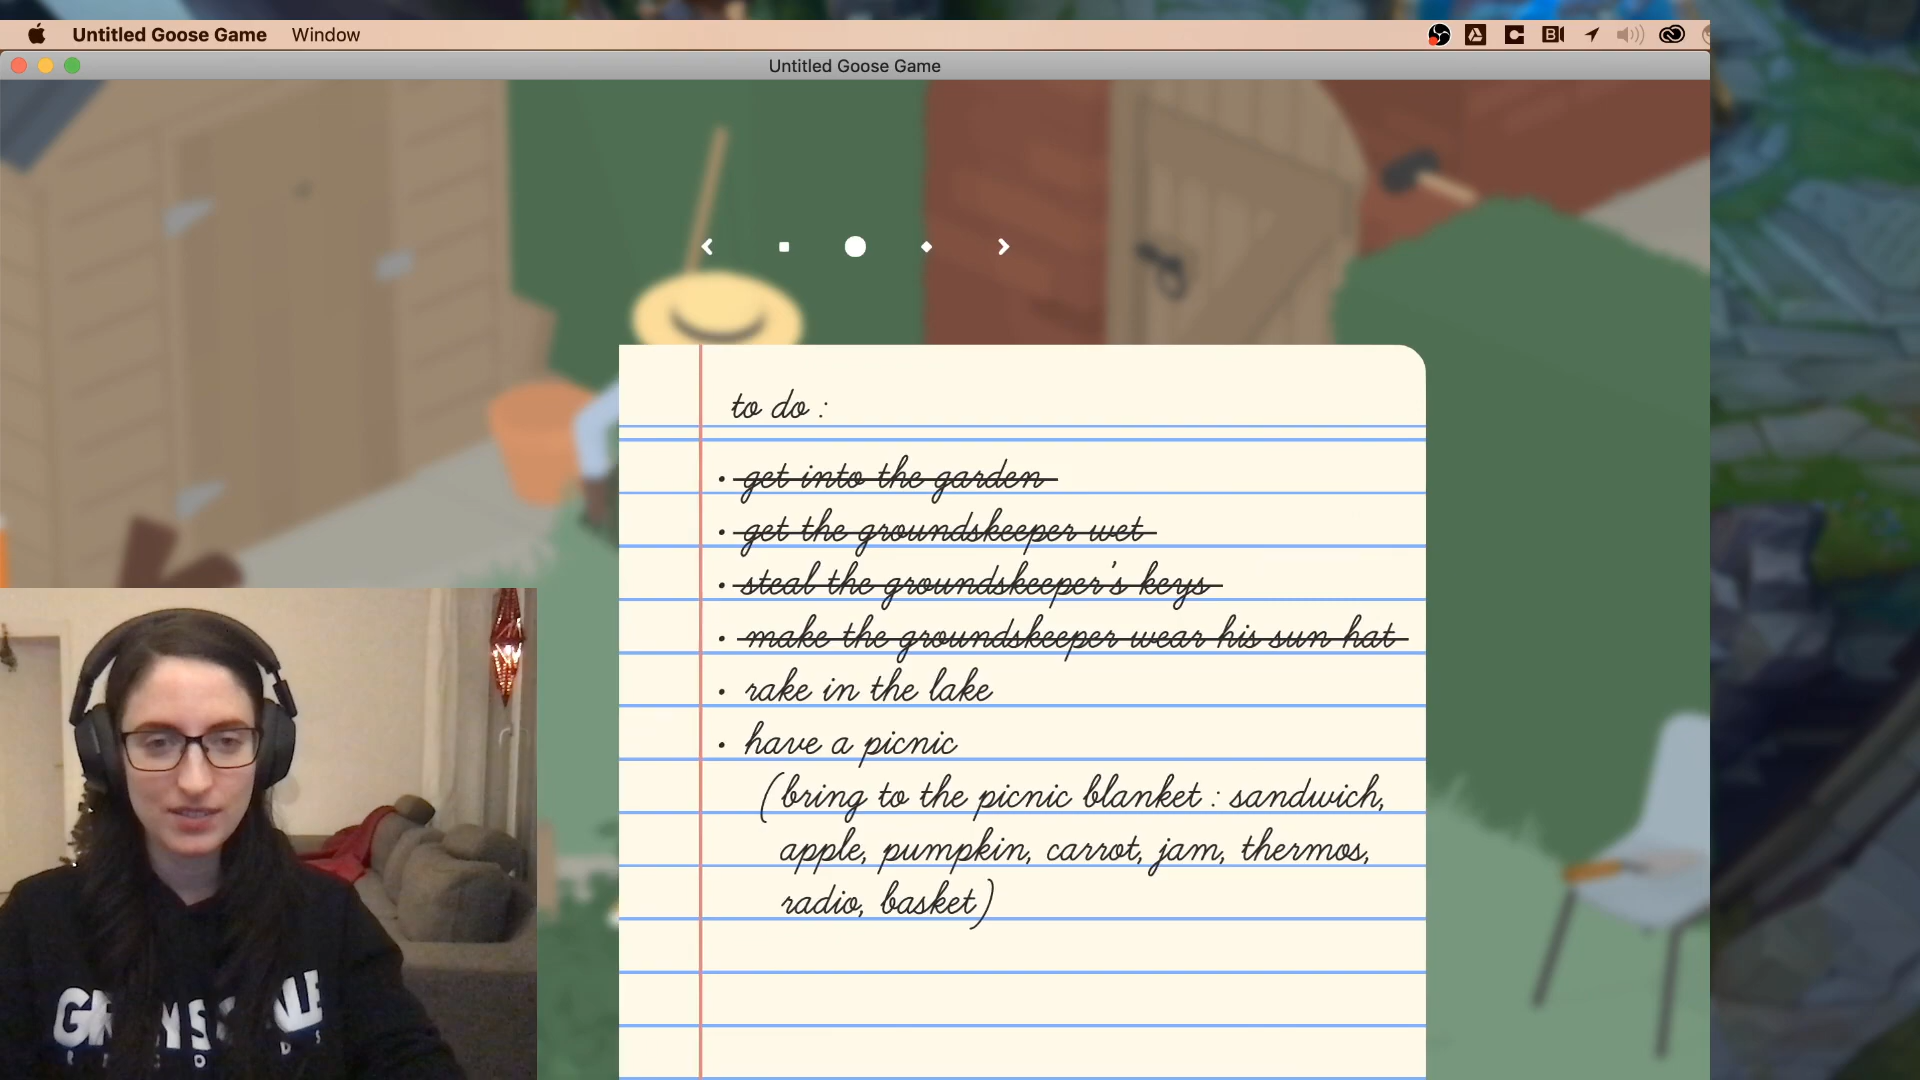 Untitled Goose Game Window
Untitled Goose Game
to do :
• get into the garden
• get the groundskeeper wet
• steal the groundskeeper's keys
• make the groundskeeper wear his sun hat
• rake in the lake
• have a picnic
(bring to the picnic blanket : sandwich,
apple, pumpkin, carrot, jam, thermos,
radio, basket)